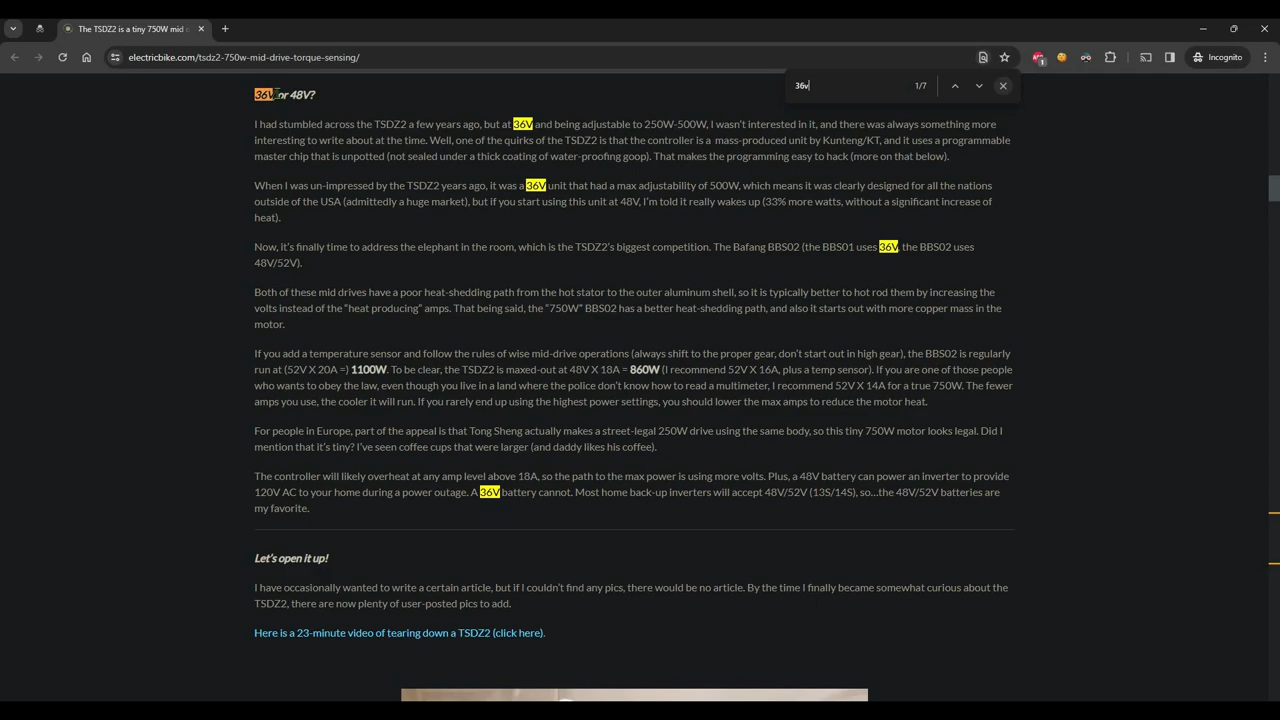 The TSDZ2 is a tiny 750W mid d
electricbike.com/tsdz2-750w-mid-drive-torque-sensing/
1
Incognito
36v
1/7
36V or 48V?
I had stumbled across the TSDZ2 a few years ago, but at 36V and being adjustable to 250W-500W, I wasn't interested in it, and there was always something more
interesting to write about at the time. Well, one of the quirks of the TSDZ2 is that the controller is a mass-produced unit by Kunteng/KT, and it uses a programmable
master chip that is unpotted (not sealed under a thick coating of water-proofing goop). That makes the programming easy to hack (more on that below).
When I was un-impressed by the TSDZ2 years ago, it was a 36V unit that had a max adjustability of 500W, which means it was clearly designed for all the nations
outside of the USA (admittedly a huge market), but if you start using this unit at 48V, I'm told it really wakes up (33% more watts, without a significant increase of
heat).
Now, it's finally time to address the elephant in the room, which is the TSDZ2's biggest competition. The Bafang BBS02 (the BBS01 uses 36V, the BBS02 uses
48V/52V).
Both of these mid drives have a poor heat-shedding path from the hot stator to the outer aluminum shell, so it is typically better to hot rod them by increasing the
volts instead of the “heat producing” amps. That being said, the “750W” BBS02 has a better heat-shedding path, and also it starts out with more copper mass in the
motor.
If you add a temperature sensor and follow the rules of wise mid-drive operations (always shift to the proper gear, don't start out in high gear), the BBS02 is regularly
run at (52V X 20A =) 1100W. To be clear, the TSDZ2 is maxed-out at 48V X 18A = 860W (I recommend 52V X 16A, plus a temp sensor). If you are one of those people
who wants to obey the law, even though you live in a land where the police don't know how to read a multimeter, I recommend 52V X 14A for a true 750W. The fewer
amps you use, the cooler it will run. If you rarely end up using the highest power settings, you should lower the max amps to reduce the motor heat.
For people in Europe, part of the appeal is that Tong Sheng actually makes a street-legal 250W drive using the same body, so this tiny 750W motor looks legal. Did I
mention that it's tiny? I've seen coffee cups that were larger (and daddy likes his coffee).
The controller will likely overheat at any amp level above 18A, so the path to the max power is using more volts. Plus, a 48V battery can power an inverter to provide
120V AC to your home during a power outage. A 36V battery cannot. Most home back-up inverters will accept 48V/52V (13S/14S), so…the 48V/52V batteries are
my favorite.
Let's open it up!
I have occasionally wanted to write a certain article, but if I couldn't find any pics, there would be no article. By the time I finally became somewhat curious about the
TSDZ2, there are now plenty of user-posted pics to add.
Here is a 23-minute video of tearing down a TSDZ2 (click here).